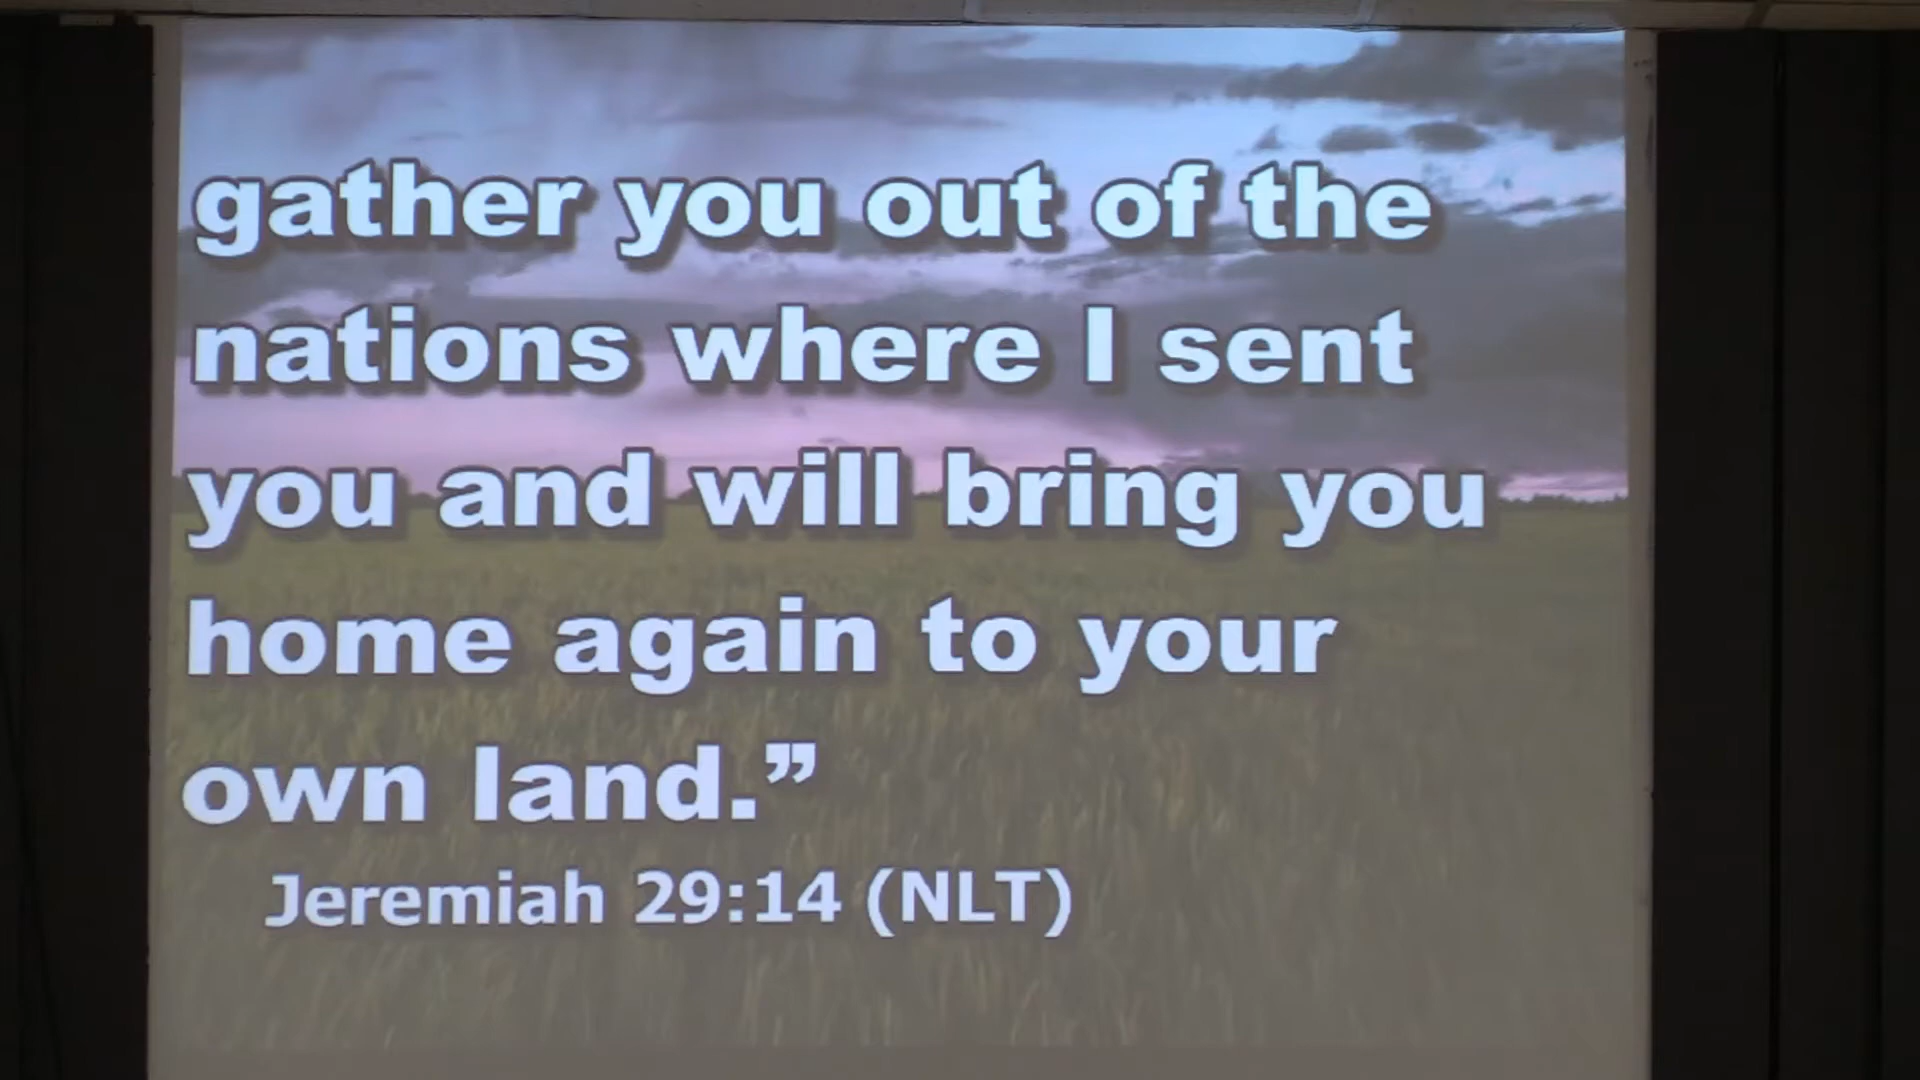 gather you out of the
nations where I sent
you and will bring you
home again to your
own land.”
Jeremiah 29:14 (NLT)